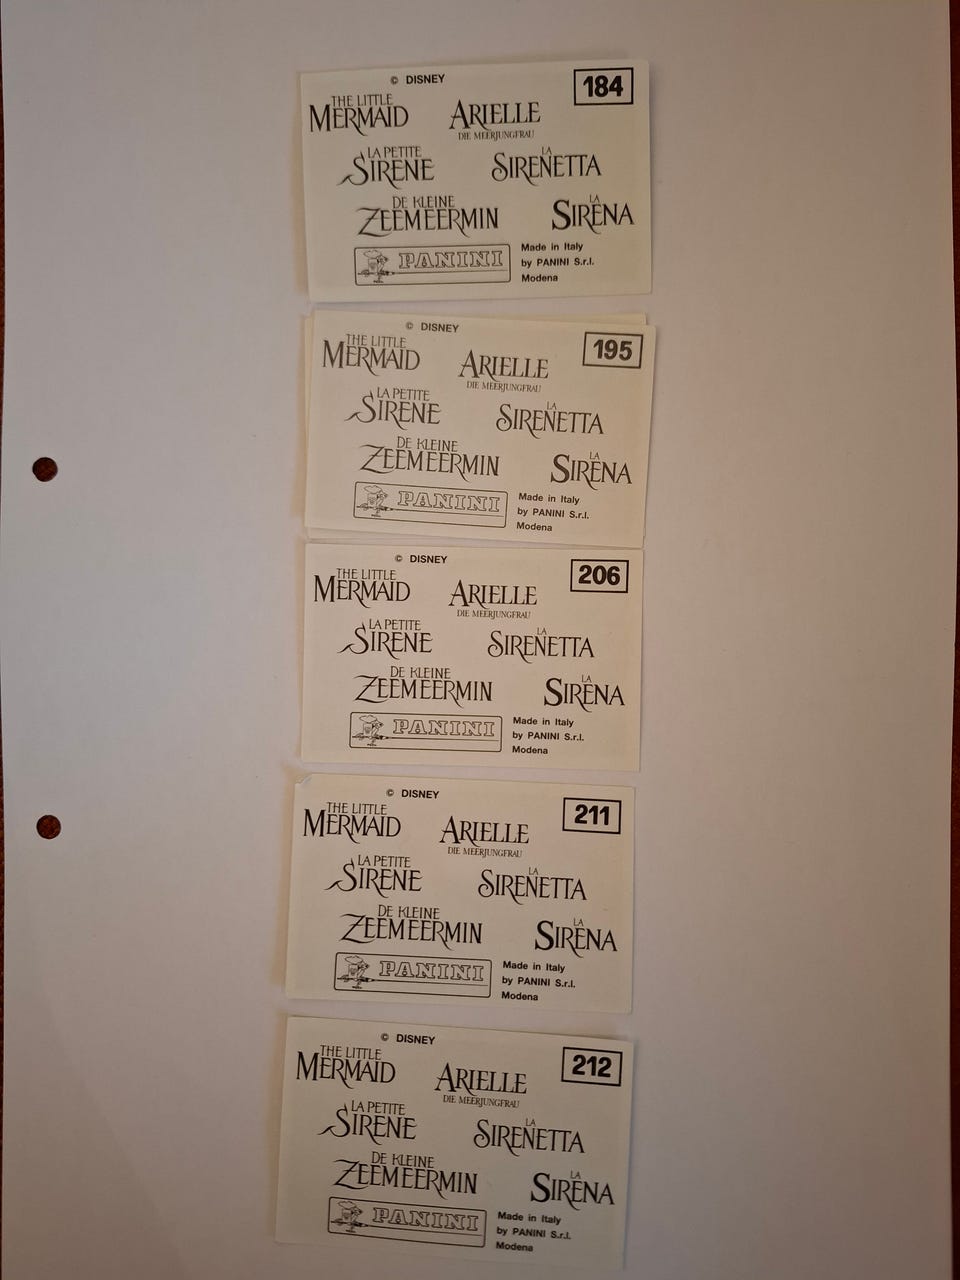 © DISNEY
184
THE LITTLE
MERMAID
ARIELLE
DIE MEERJUNGFRAU
LA PETITE
SIRENE
LA
SIRENETTA
DE KLEINE
ZEEMEERMIN
LA
SIRENA
PANINI
Made in Italy
by PANINI S.r.l.
Modena
© DISNEY
195
THE LITTLE
MERMAID
ARIELLE
DIE MEERJUNGFRAU
LA PETITE
SIRENE
LA
SIRENETTA
DE KLEINE
ZEEMEERMIN
LA
SIRENA
PANINI
Made in Italy
by PANINI S.r.l.
Modena
© DISNEY
206
THE LITTLE
MERMAID
ARIELLE
DIE MEERJUNGFRAU
LA PETITE
SIRENE
LA
SIRENETTA
DE KLEINE
ZEEMEERMIN
LA
SIRENA
PANINI
Made in Italy
by PANINI S.r.l.
Modena
© DISNEY
211
THE LITTLE
MERMAID
ARIELLE
DIE MEERJUNGFRAU
LA PETITE
SIRENE
LA
SIRENETTA
DE KLEINE
ZEEMEERMIN
LA
SIRENA
PANINI
Made in Italy
by PANINI S.r.l.
Modena
© DISNEY
212
THE LITTLE
MERMAID
ARIELLE
DIE MEERJUNGFRAU
LA PETITE
SIRENE
LA
SIRENETTA
DE KLEINE
ZEEMEERMIN
LA
SIRENA
PANINI
Made in Italy
by PANINI S.r.l.
Modena